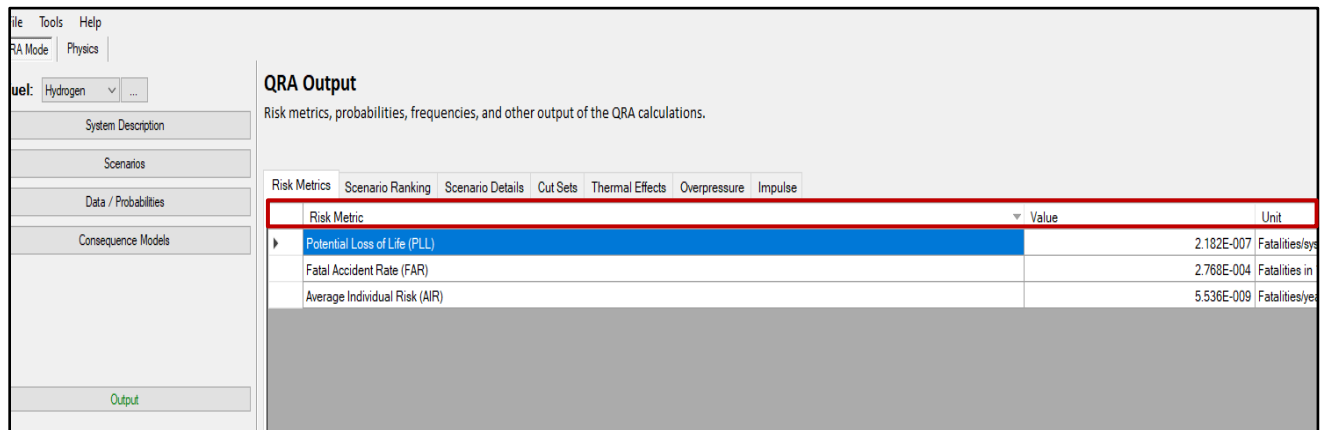 ile Tools Help
RA Mode Physics
uel: Hydrogen ...
System Description
Scenarios
Data / Probabilities
Consequence Models
Output
QRA Output
Risk metrics, probabilities, frequencies, and other output of the QRA calculations.
Risk Metrics Scenario Ranking Scenario Details Cut Sets Thermal Effects Overpressure Impulse
Risk Metric Value Unit
Potential Loss of Life (PLL) 2.182E-007 Fatalities/sys
Fatal Accident Rate (FAR) 2.768E-004 Fatalities in
Average Individual Risk (AIR) 5.536E-009 Fatalities/yea